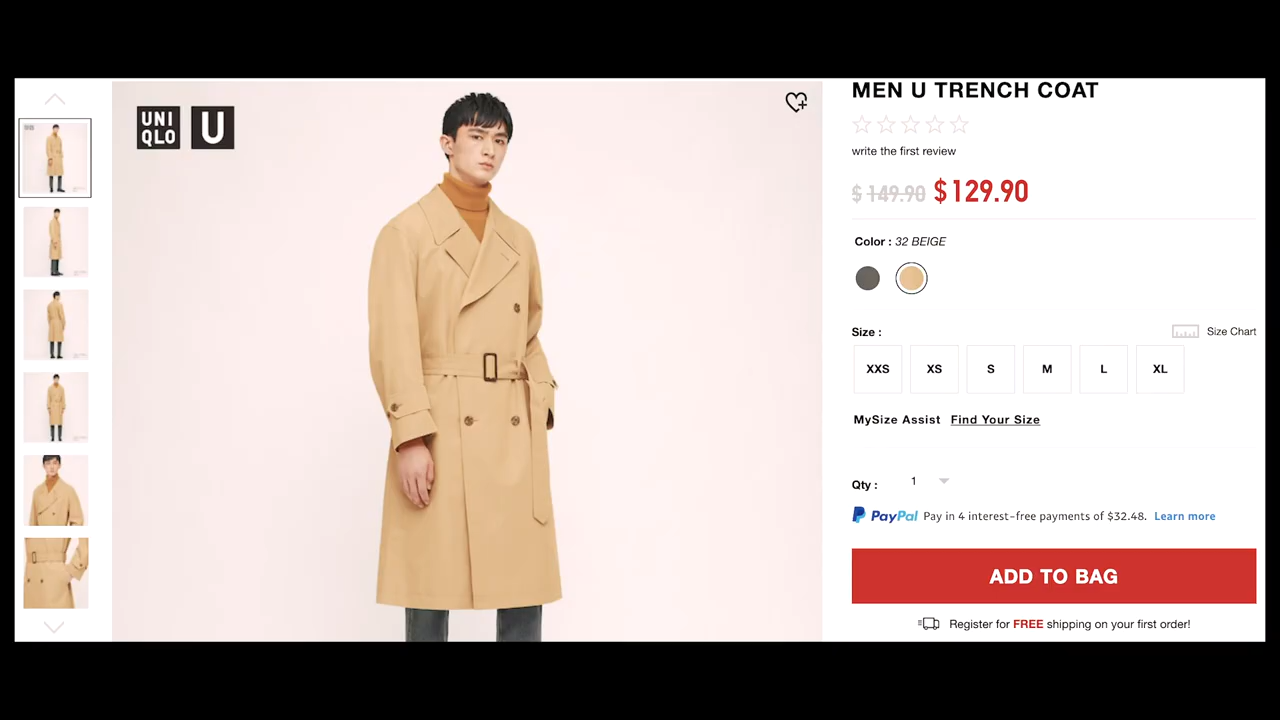 UNI
QLO
U
MEN U TRENCH COAT
write the first review
$ 149.90 $129.90
Color : 32 BEIGE
Size :
Size Chart
XXS
XS
S
M
L
XL
MySize Assist Find Your Size
Qty :
1
PayPal Pay in 4 interest-free payments of $32.48. Learn more
ADD TO BAG
Register for FREE shipping on your first order!